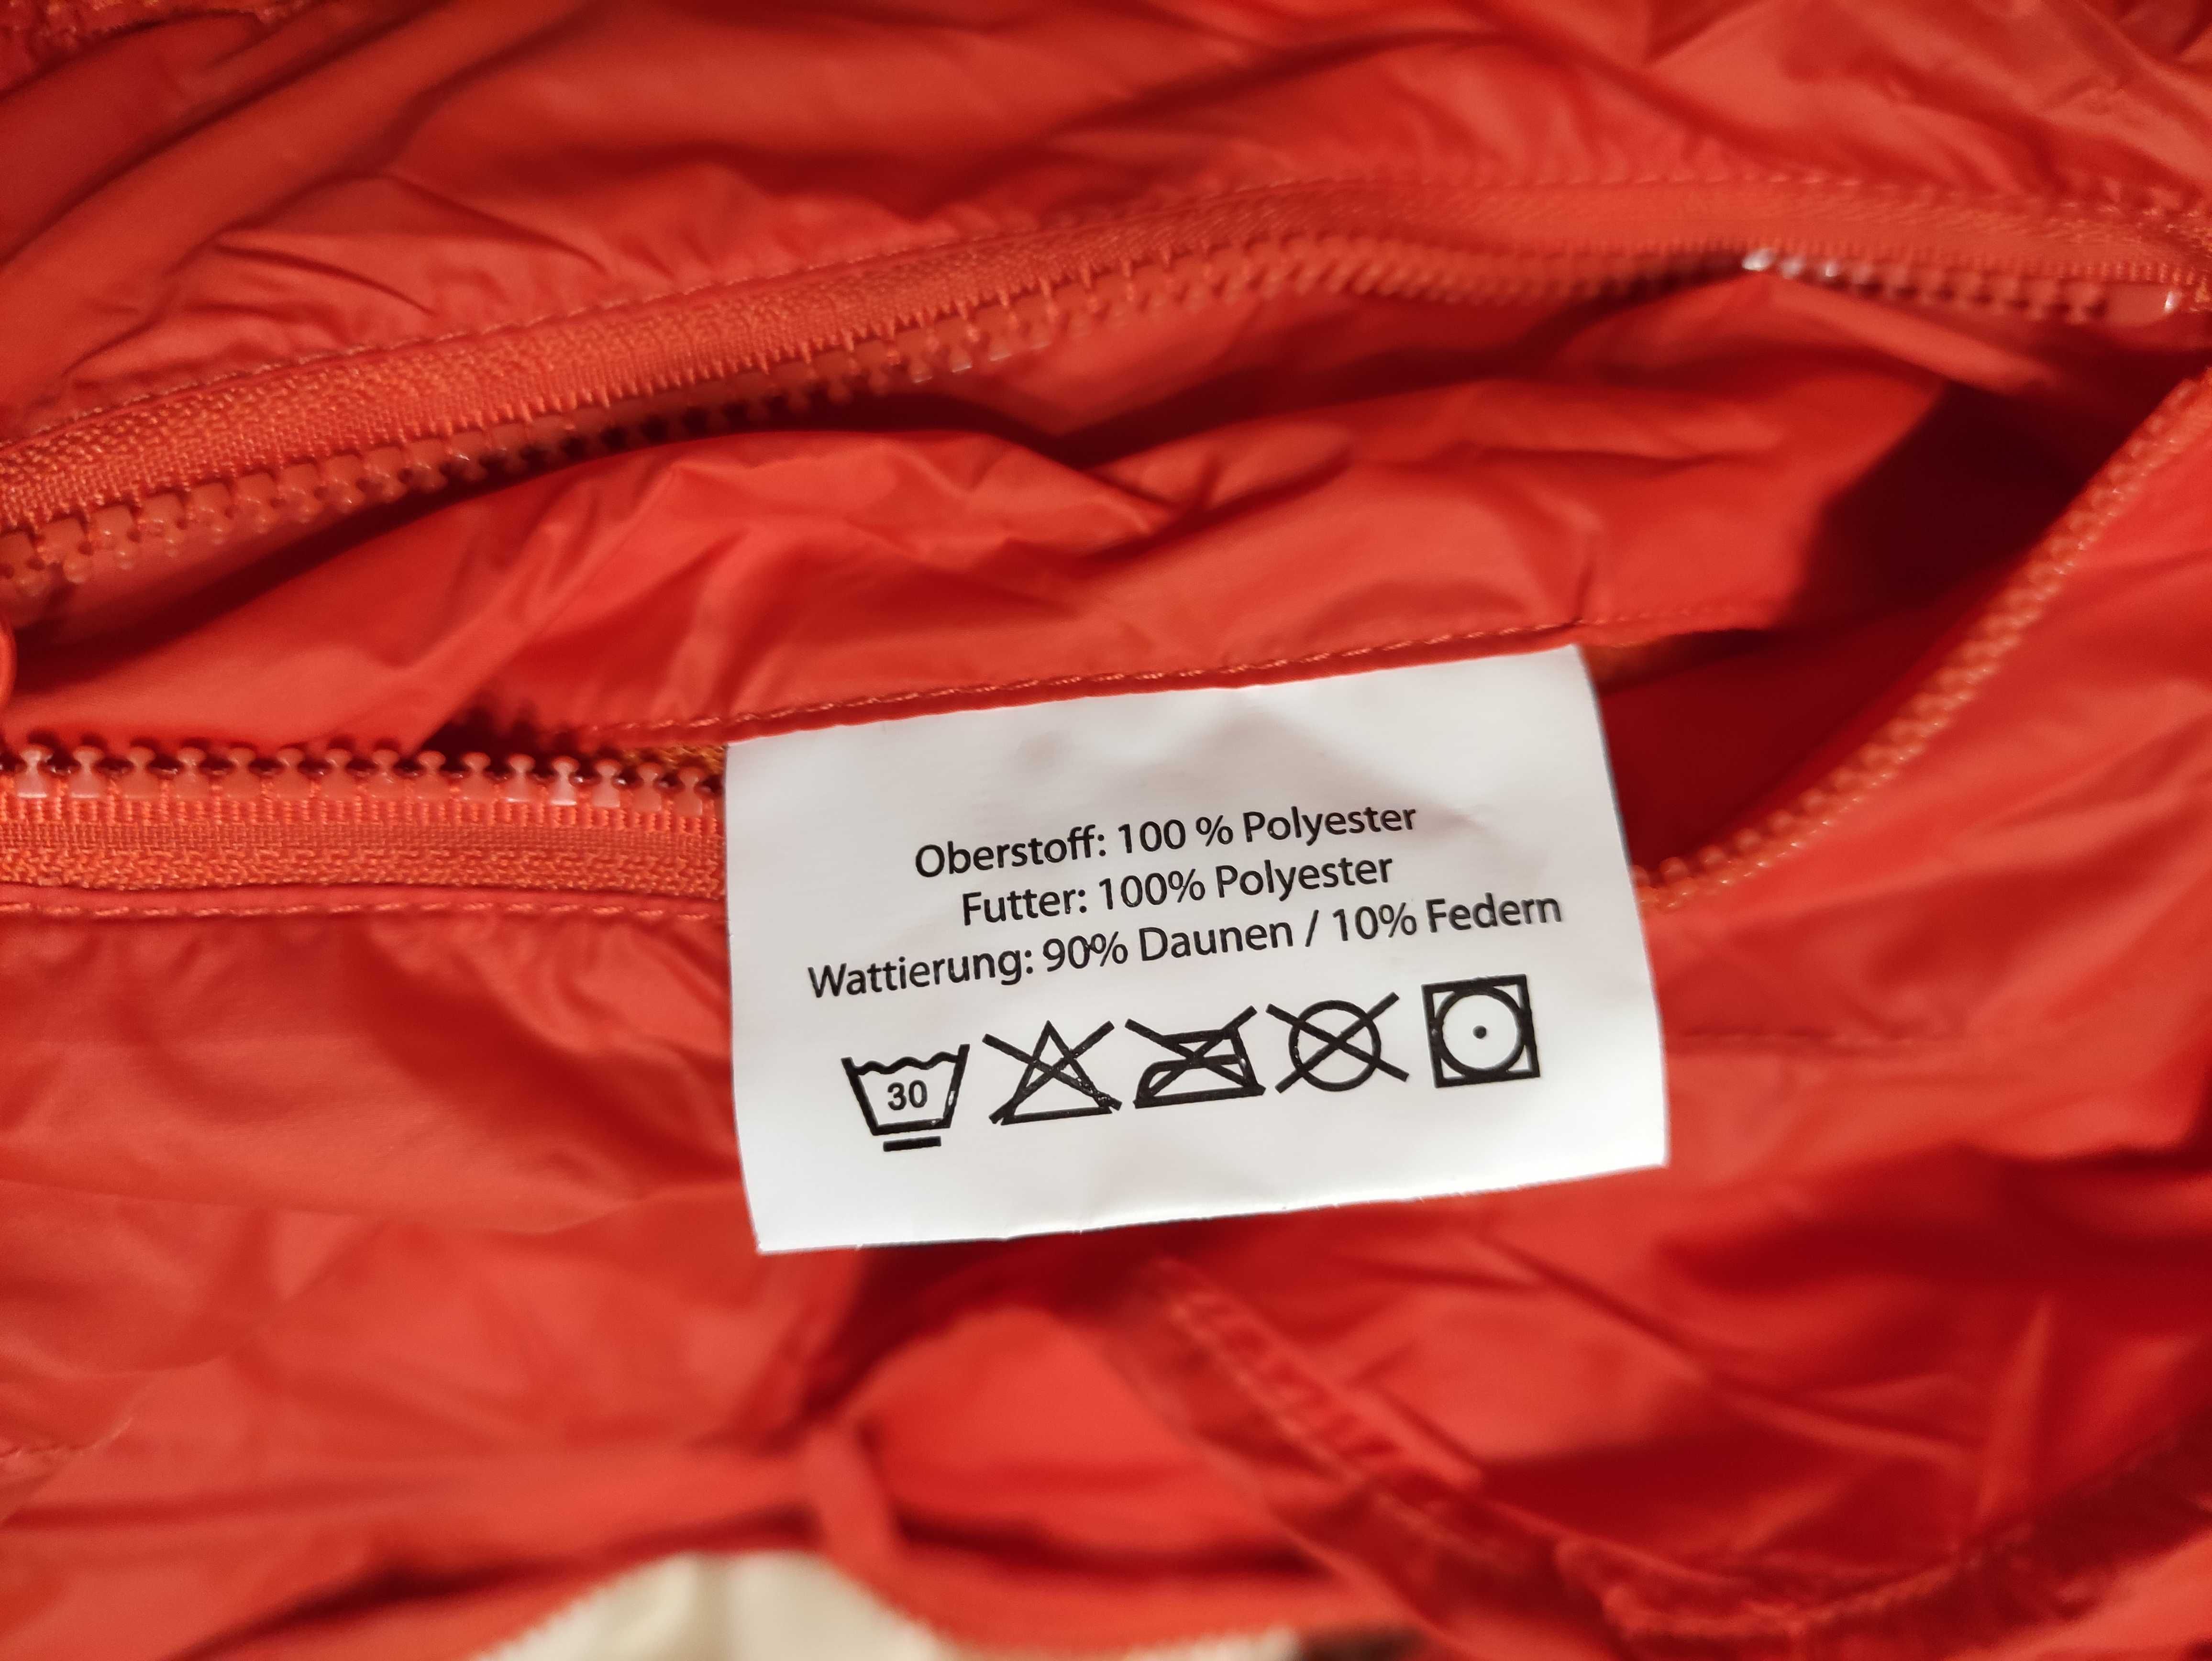 Oberstoff: 100 % Polyester
Futter: 100% Polyester
Wattierung: 90% Daunen / 10% Federn
30